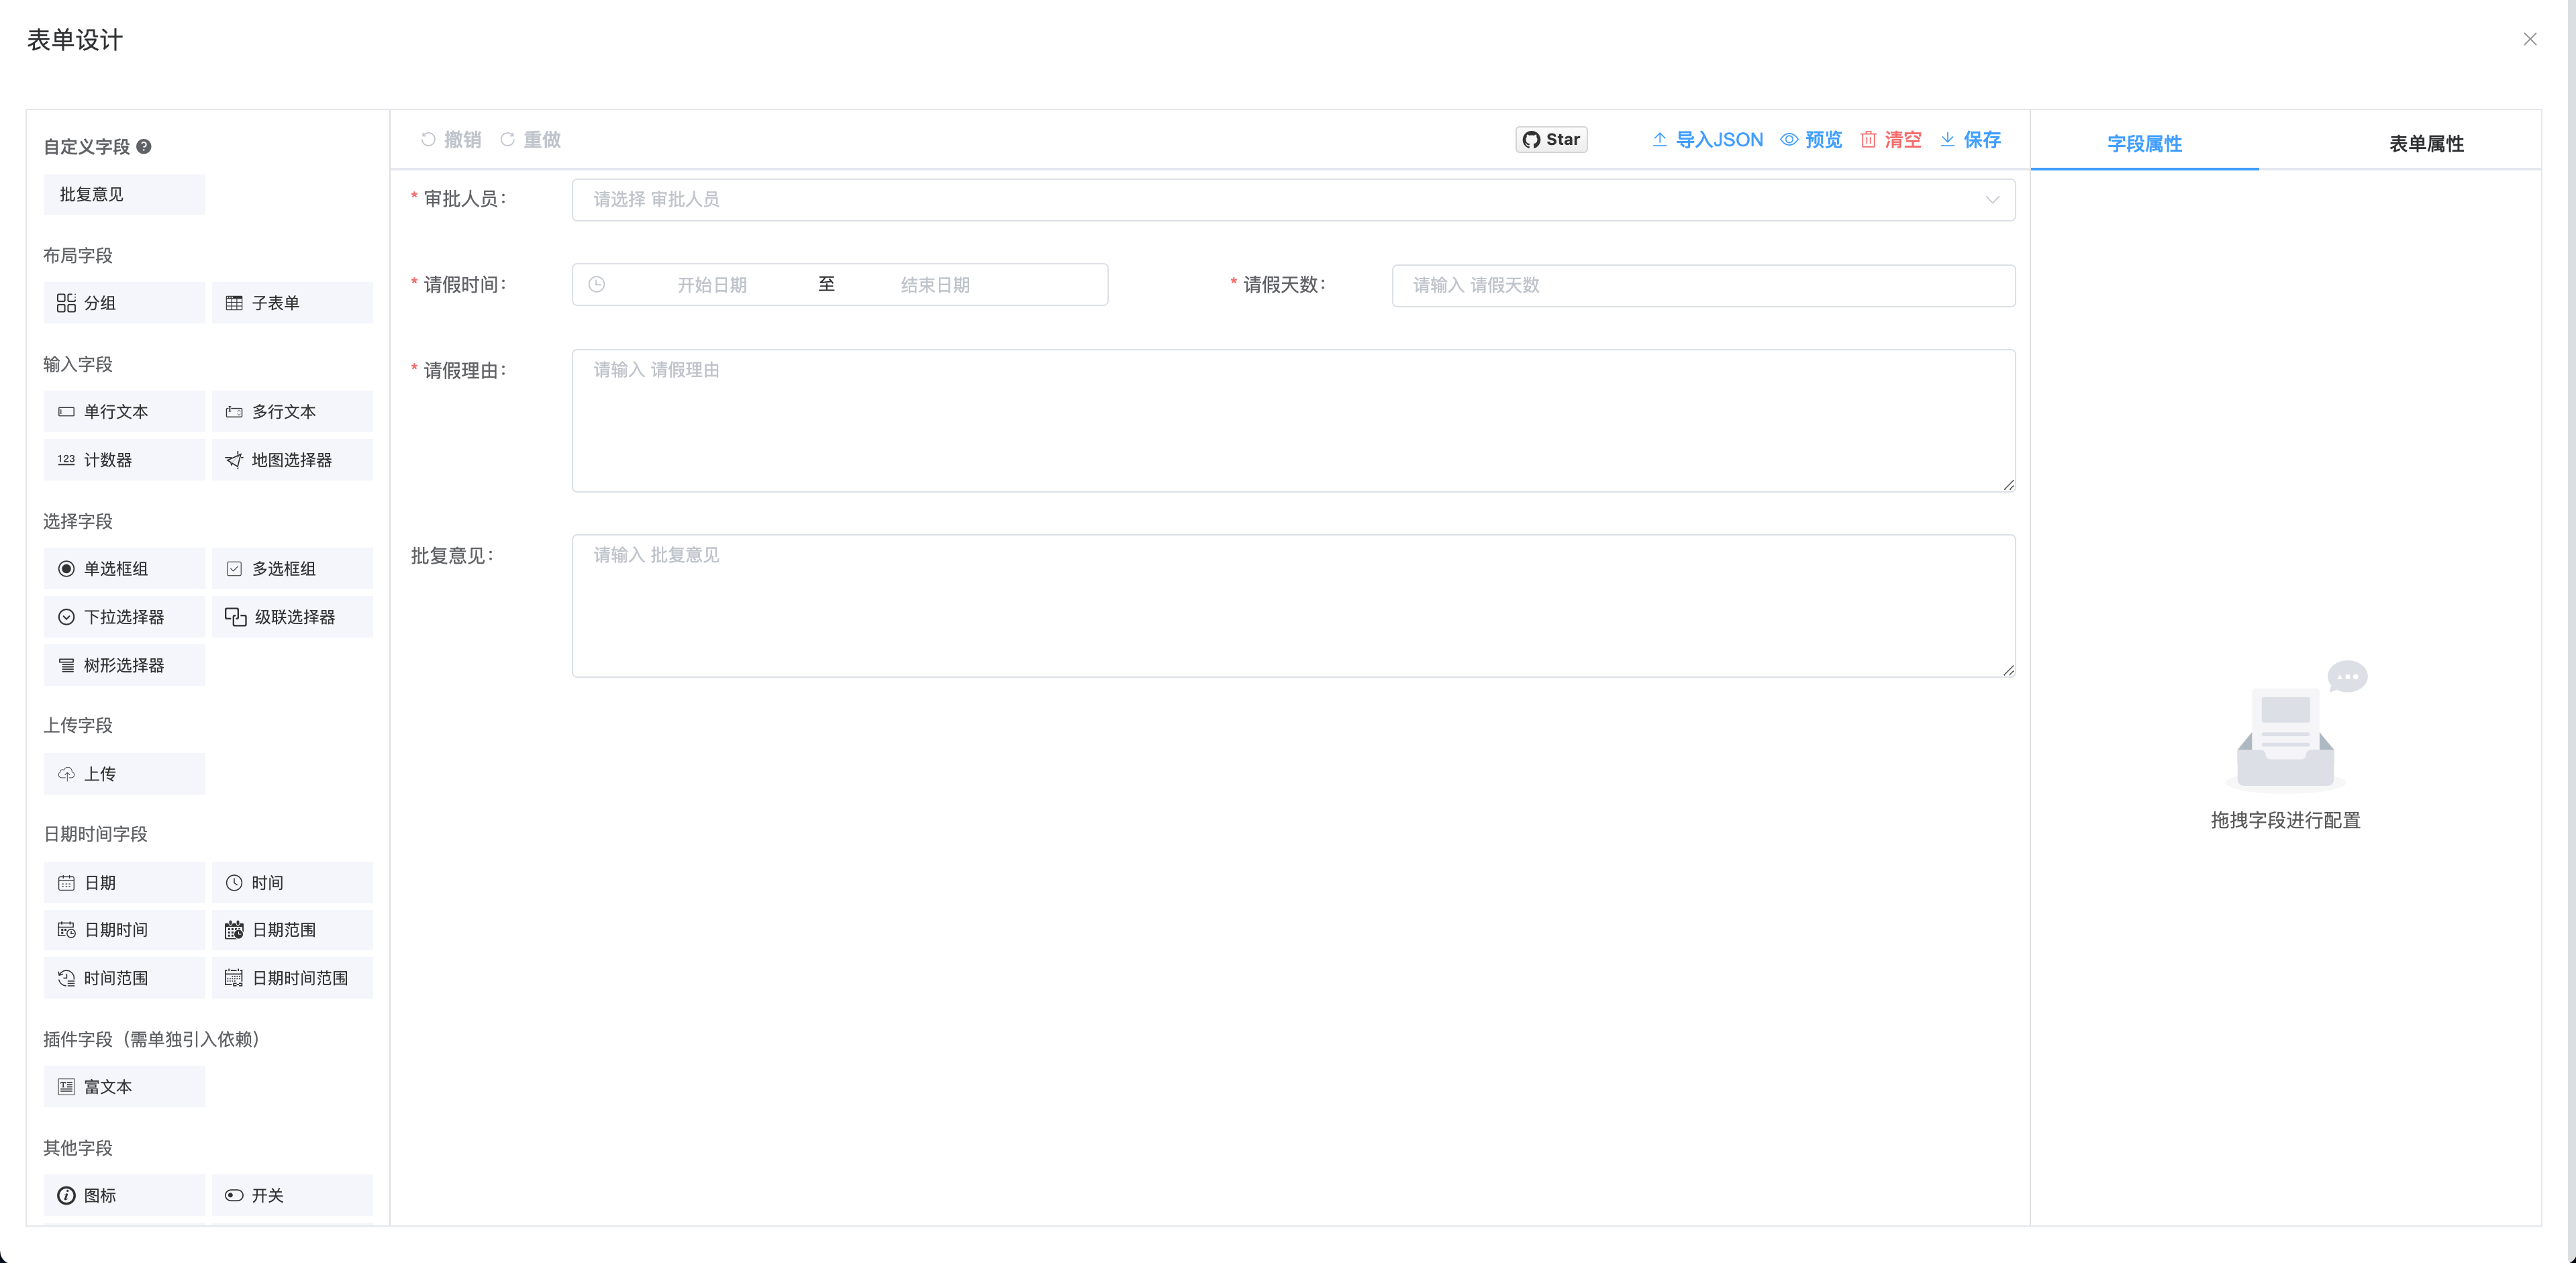 表单设计
自定义字段
批复意见
布局字段
分组
子表单
输入字段
单行文本
多行文本
123 计数器
地图选择器
选择字段
单选框组
多选框组
下拉选择器
级联选择器
树形选择器
上传字段
上传
日期时间字段
日期
时间
日期时间
日期范围
时间范围
日期时间范围
插件字段（需单独引入依赖）
富文本
其他字段
图标
开关
撤销
重做
Star
导入JSON
预览
清空
保存
* 审批人员：
请选择 审批人员
* 请假时间：
开始日期 至 结束日期
* 请假天数：
请输入 请假天数
* 请假理由：
请输入 请假理由
批复意见：
请输入 批复意见
字段属性
表单属性
拖拽字段进行配置